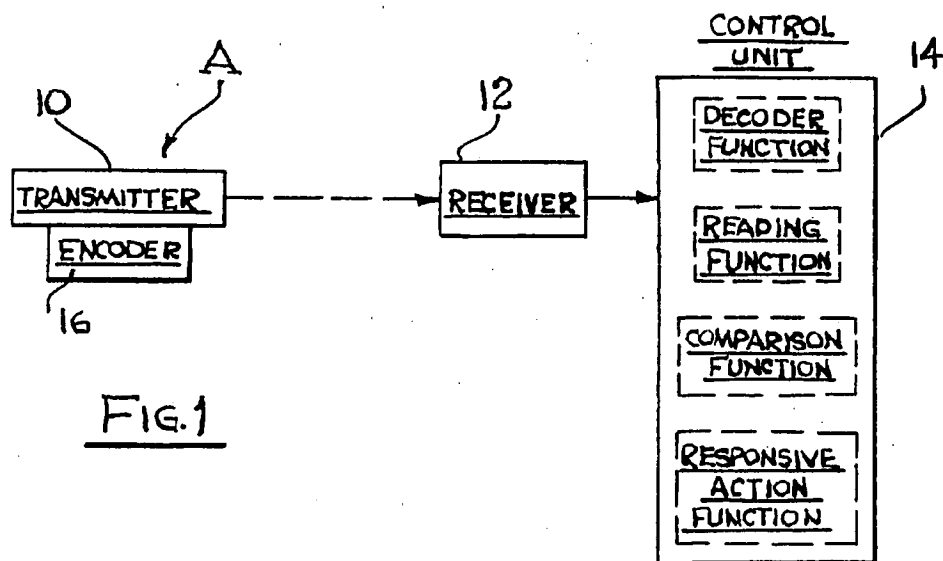 CONTROL
UNIT
14
A
10
12
TRANSMITTER
ENCODER
16
RECEIVER
DECODER
FUNCTION
READING
FUNCTION
COMPARISON
FUNCTION
RESPONSIVE
ACTION
FUNCTION
FIG.1